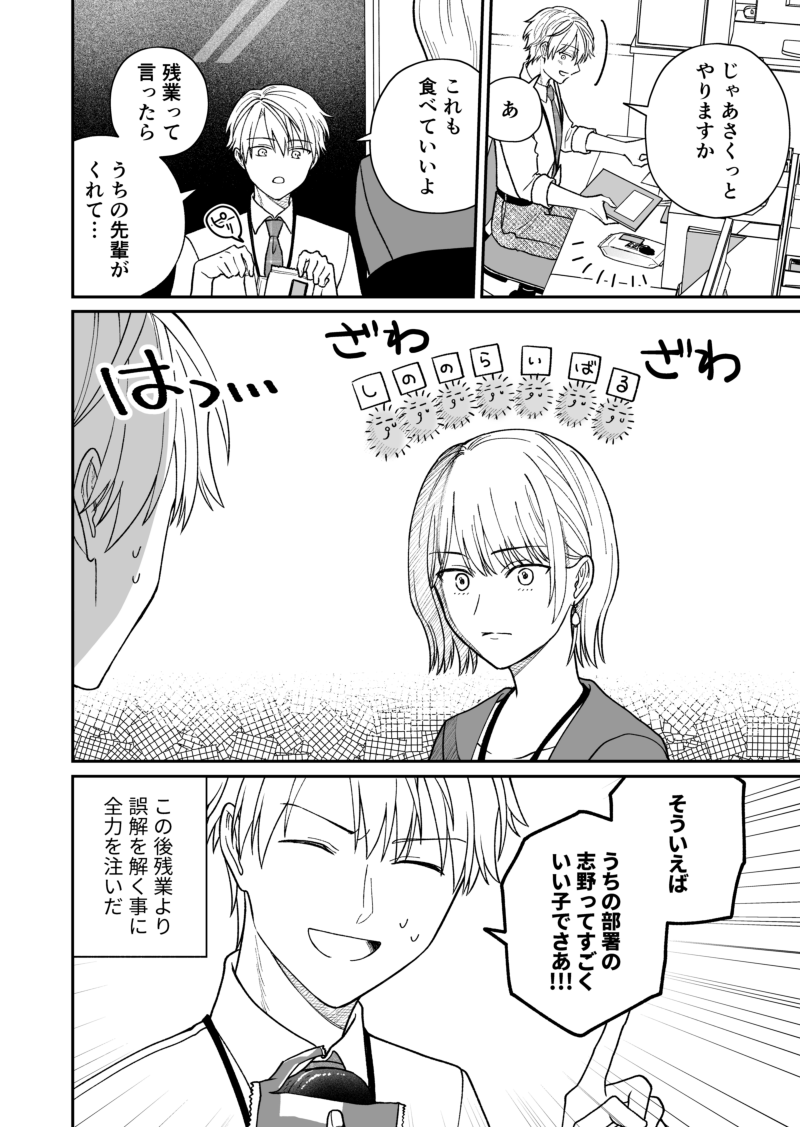 じゃあさくっと
やりますか
あ
これも
食べていいよ
残業って
言ったら
うちの先輩が
くれて…
ピリ
ざわ
ざわ
しののらいばる
はっ…
そういえば
うちの部署の
志野ってすごく
いい子でさあ!!!
この後残業より
誤解を解く事に
全力を注いだ